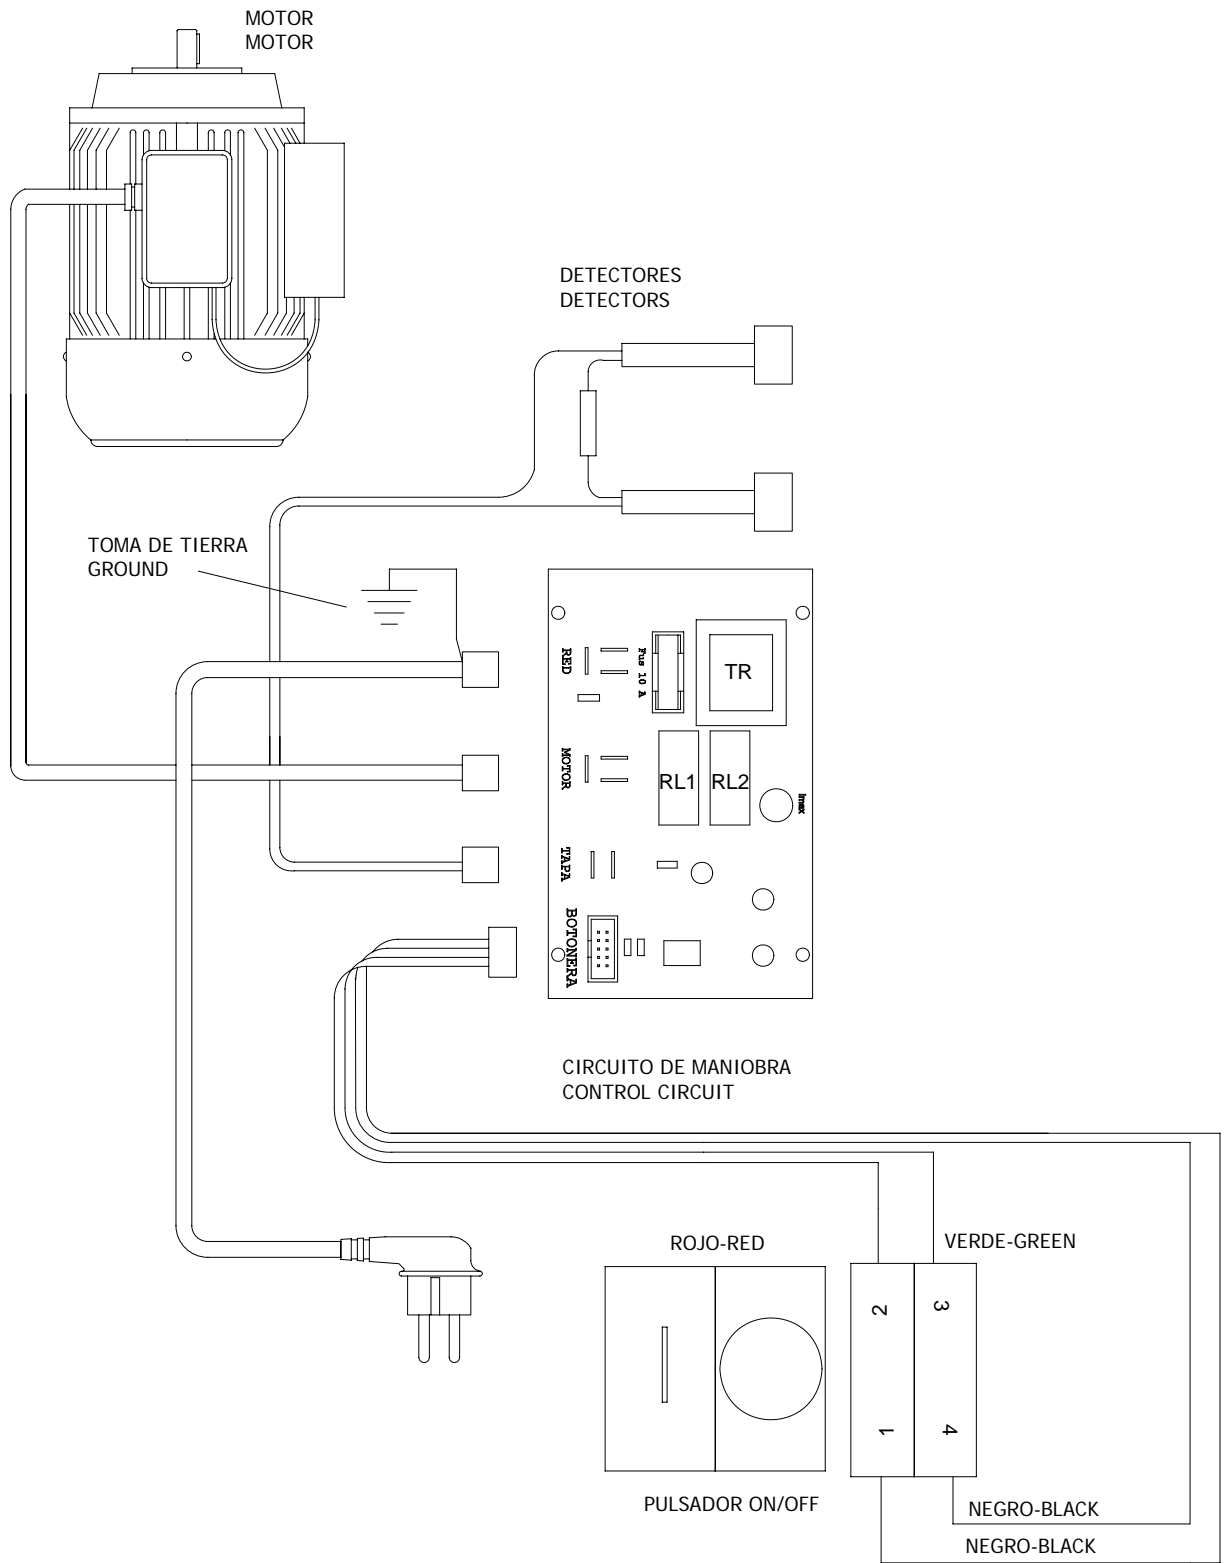 MOTOR
MOTOR
DETECTORES
DETECTORS
TOMA DE TIERRA
GROUND
RED
Fus 10 A
TR
MOTOR
RL1
RL2
Imax
TAPA
BOTONERA
CIRCUITO DE MANIOBRA
CONTROL CIRCUIT
ROJO-RED
VERDE-GREEN
2
3
1
4
PULSADOR ON/OFF
NEGRO-BLACK
NEGRO-BLACK